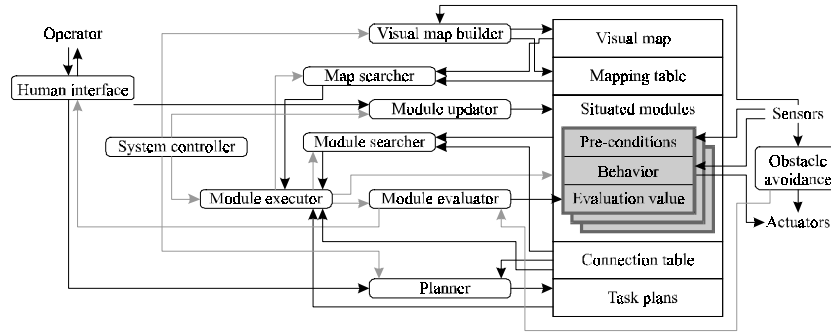 Operator
Visual map builder
Visual map
Human interface
Map searcher
Mapping table
Module updator
Situated modules
Sensors
System controller
Module searcher
Pre-conditions
Behavior
Obstacle
avoidance
Module executor
Module evaluator
Evaluation value
Actuators
Connection table
Planner
Task plans